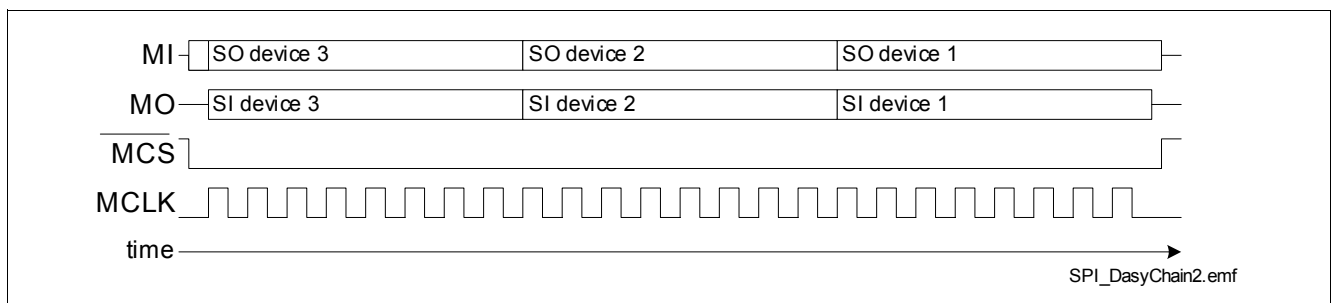 MI SO device 3 SO device 2 SO device 1
MO SI device 3 SI device 2 SI device 1
MCS
MCLK
time
SPI_DasyChain2.emf